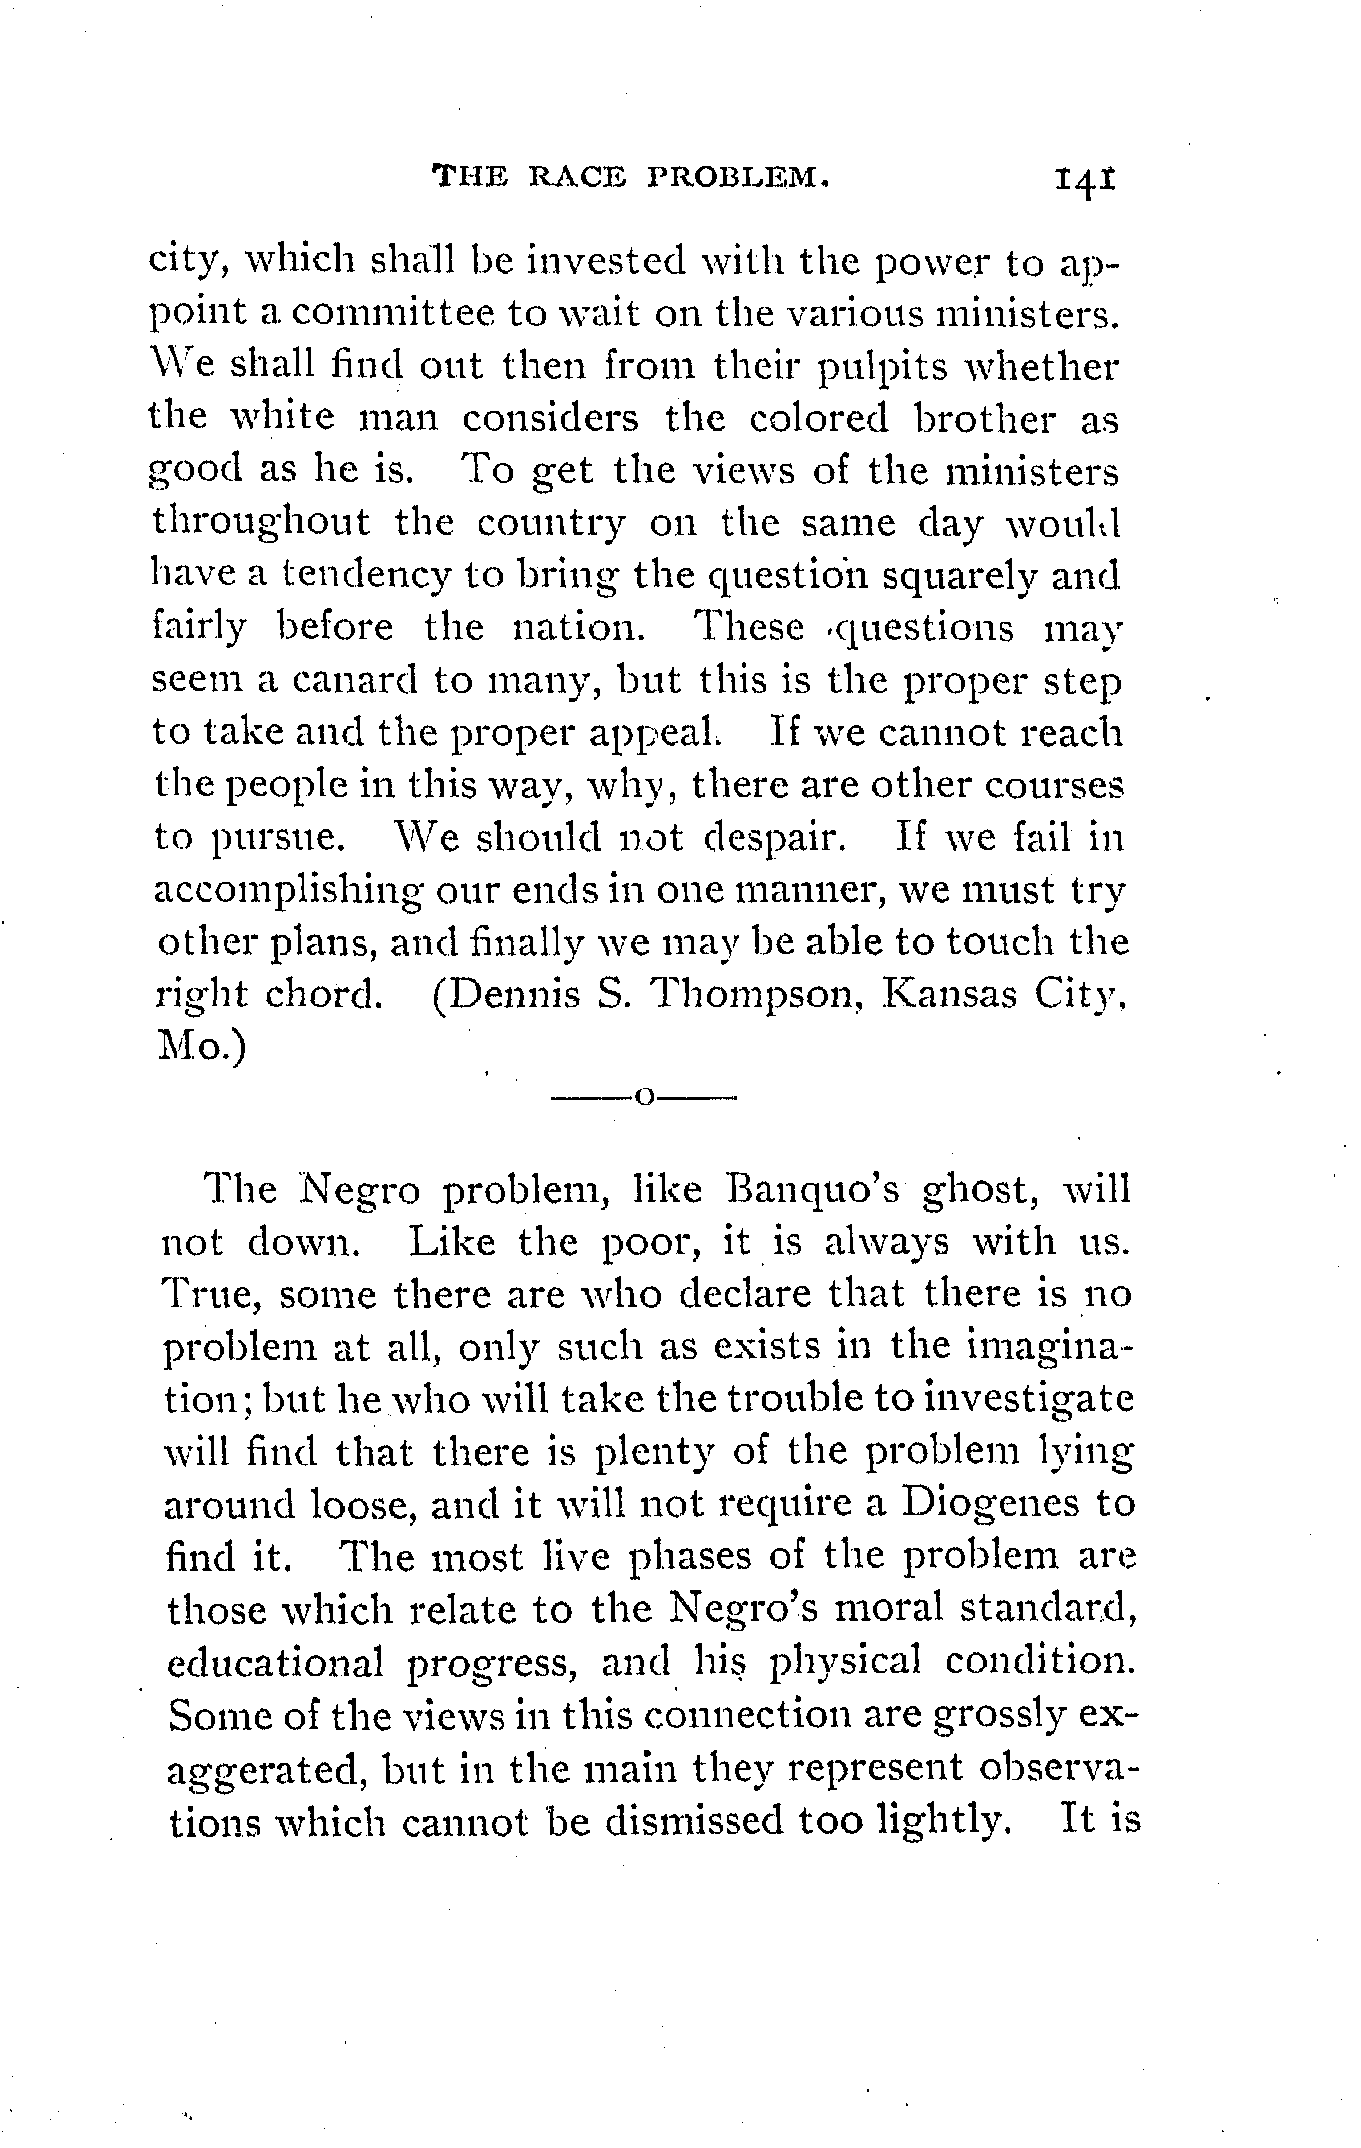 THE RACE PROBLEM. 141
city, which shall be invested with the power to ap-
point a committee to wait on the various ministers.
We shall find out then from their pulpits whether
the white man considers the colored brother as
good as he is. To get the views of the ministers
throughout the country on the same day would
have a tendency to bring the question squarely and
fairly before the nation. These questions may
seem a canard to many, but this is the proper step
to take and the proper appeal. If we cannot reach
the people in this way, why, there are other courses
to pursue. We should not despair. If we fail in
accomplishing our ends in one manner, we must try
other plans, and finally we may be able to touch the
right chord. (Dennis S. Thompson, Kansas City,
Mo.)
——o——
The Negro problem, like Banquo's ghost, will
not down. Like the poor, it is always with us.
True, some there are who declare that there is no
problem at all, only such as exists in the imagina-
tion; but he who will take the trouble to investigate
will find that there is plenty of the problem lying
around loose, and it will not require a Diogenes to
find it. The most live phases of the problem are
those which relate to the Negro's moral standard,
educational progress, and his physical condition.
Some of the views in this connection are grossly ex-
aggerated, but in the main they represent observa-
tions which cannot be dismissed too lightly. It is